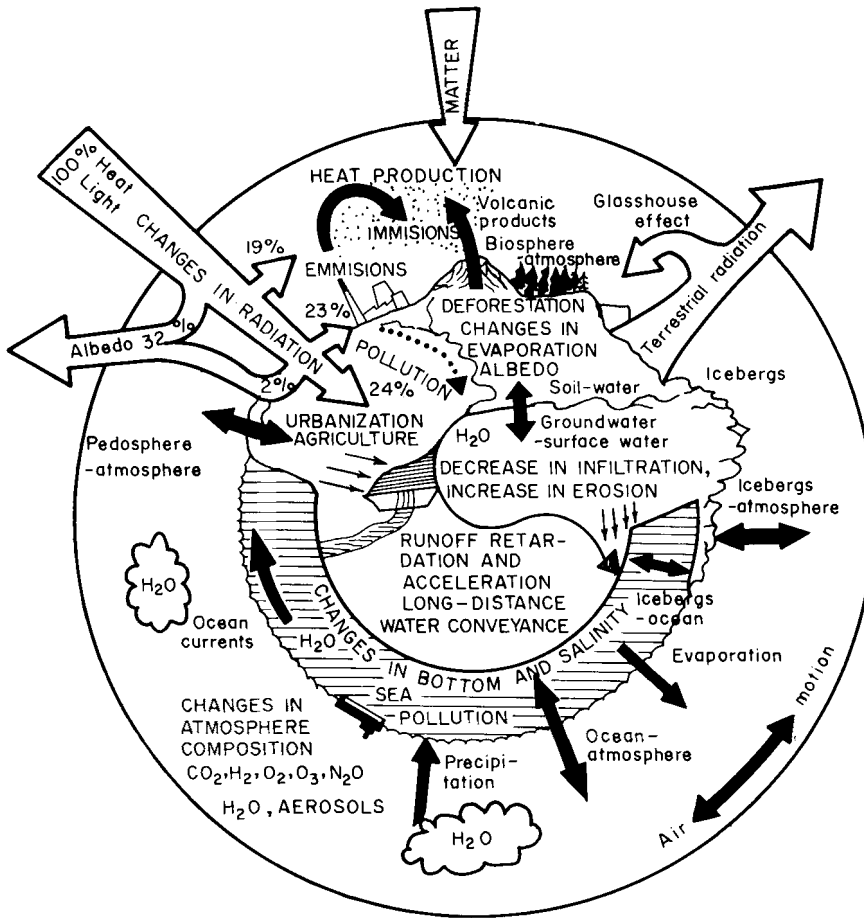 MATTER
100% Heat
Light
CHANGES IN RADIATION
HEAT PRODUCTION
IMMISIONS
EMMISIONS
Volcanic
products
Biosphere
-atmosphere
Glasshouse
effect
Terrestrial radiation
19%
23%
Albedo 32%
2%
24%
POLLUTION
DEFORESTATION
CHANGES IN
EVAPORATION
ALBEDO
Soil-water
Icebergs
URBANIZATION
AGRICULTURE
H2O
Groundwater
-surface water
Pedosphere
-atmosphere
DECREASE IN INFILTRATION,
INCREASE IN EROSION
Icebergs
-atmosphere
RUNOFF RETAR-
DATION AND
ACCELERATION
LONG-DISTANCE
WATER CONVEYANCE
H2O
Ocean
currents
H2O
Icebergs
-ocean
CHANGES IN BOTTOM AND SALINITY
SEA
POLLUTION
Evaporation
CHANGES IN
ATMOSPHERE
COMPOSITION
CO2,H2,O2,O3,N2O
H2O, AEROSOLS
Precipi-
tation
Ocean-
atmosphere
H2O
Air motion